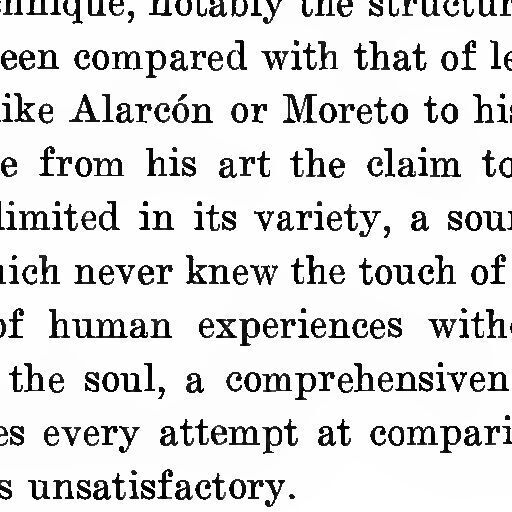 chnique, notably the structur
een compared with that of le
ike Alarcón or Moreto to his
e from his art the claim to
limited in its variety, a sour
hich never knew the touch of
of human experiences with
the soul, a comprehensiven
es every attempt at compari
s unsatisfactory.